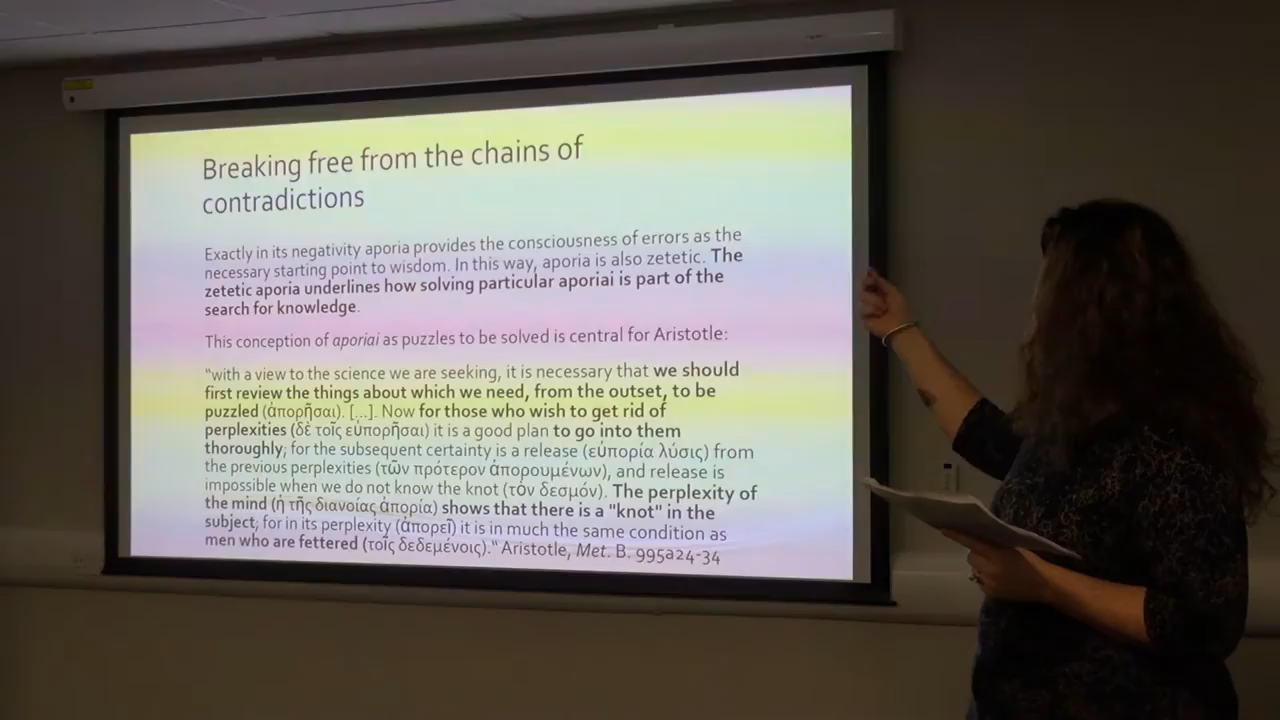 Breaking free from the chains of
contradictions
Exactly in its negativity aporia provides the consciousness of errors as the
necessary starting point to wisdom. In this way, aporia is also zetetic. The
zetetic aporia underlines how solving particular aporiai is part of the
search for knowledge.
This conception of aporiai as puzzles to be solved is central for Aristotle:
"with a view to the science we are seeking, it is necessary that we should
first review the things about which we need, from the outset, to be
puzzled (ἀπορῆσαι). [...]. Now for those who wish to get rid of
perplexities (δὲ τοῖς εὐπορῆσαι) it is a good plan to go into them
thoroughly; for the subsequent certainty is a release (εὐπορία λύσις) from
the previous perplexities (τῶν πρότερον ἀπορουμένων), and release is
impossible when we do not know the knot (τὸν δεσμόν). The perplexity of
the mind (ἡ τῆς διανοίας ἀπορία) shows that there is a "knot" in the
subject; for in its perplexity (ἀπορεῖ) it is in much the same condition as
men who are fettered (τοῖς δεδεμένοις)." Aristotle, Met. B. 995a24-34